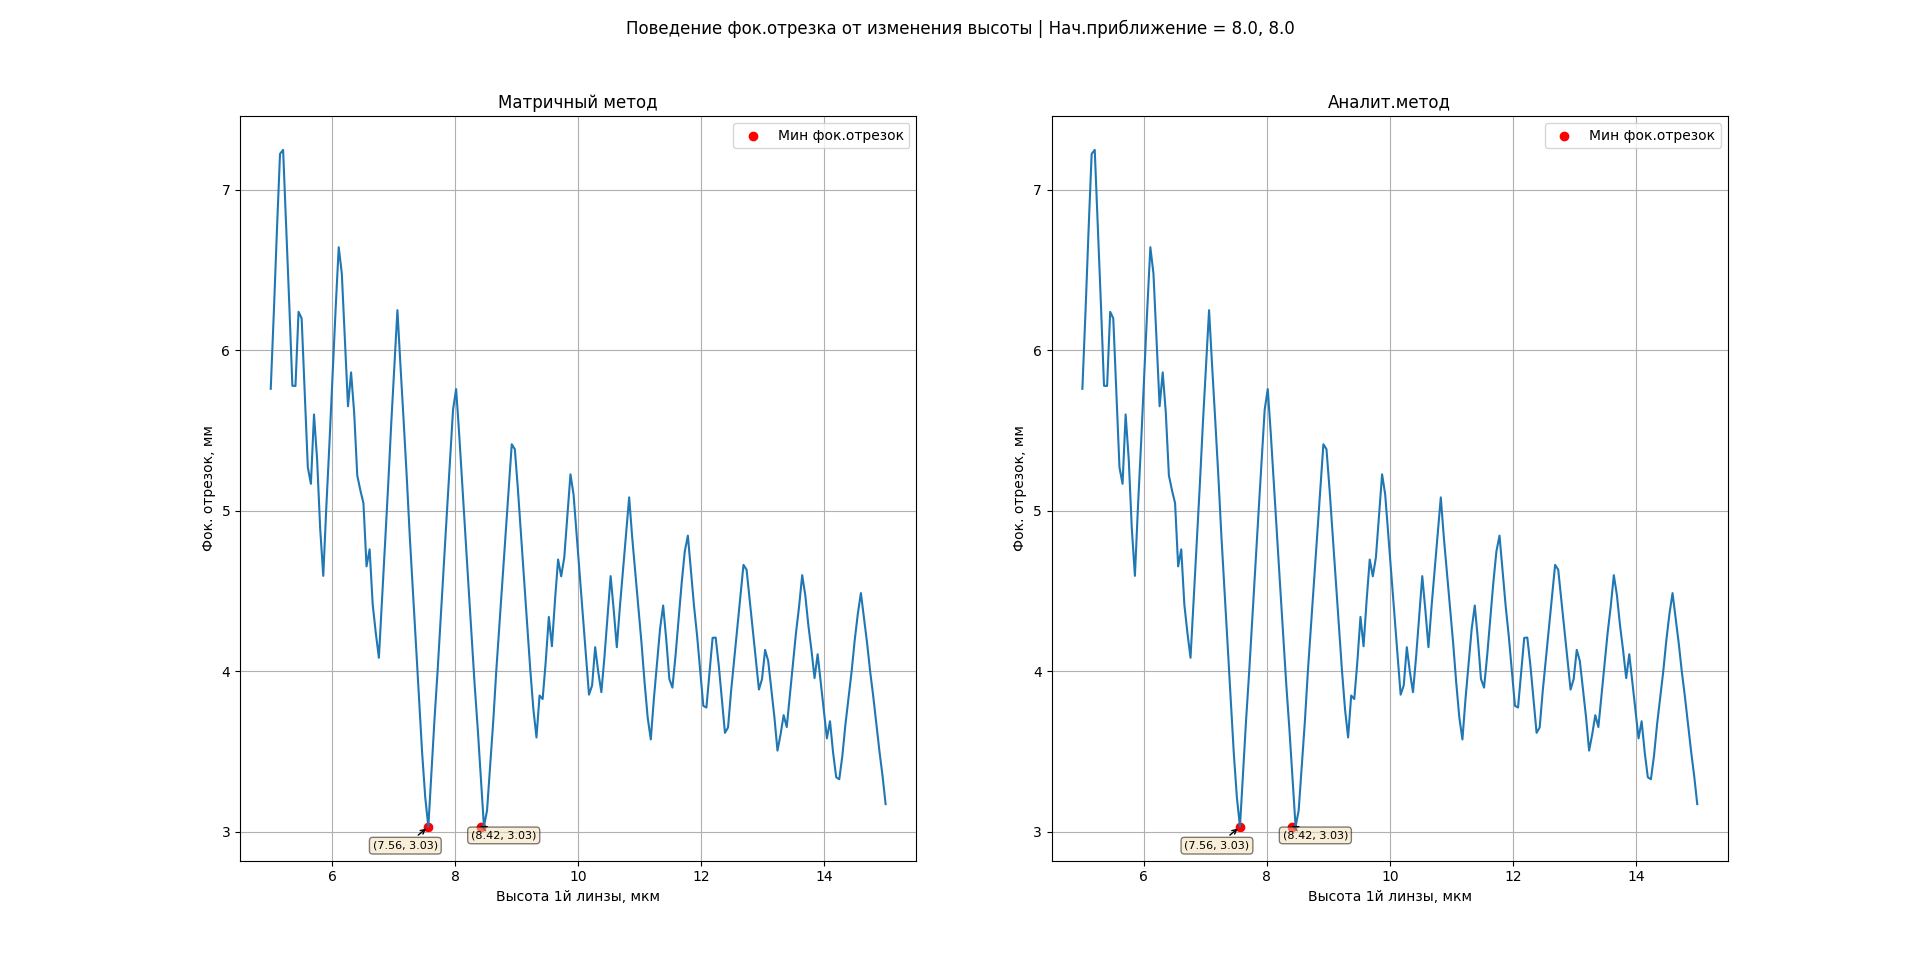 Поведение фок.отрезка от изменения высоты | Нач.приближение = 8.0, 8.0
Матричный метод
Мин фок.отрезок
7
6
5
4
3
Фок. отрезок, мм
(7.56, 3.03)
(8.42, 3.03)
6 8 10 12 14
Высота 1й линзы, мкм
Аналит.метод
Мин фок.отрезок
7
6
5
4
3
Фок. отрезок, мм
(7.56, 3.03)
(8.42, 3.03)
6 8 10 12 14
Высота 1й линзы, мкм